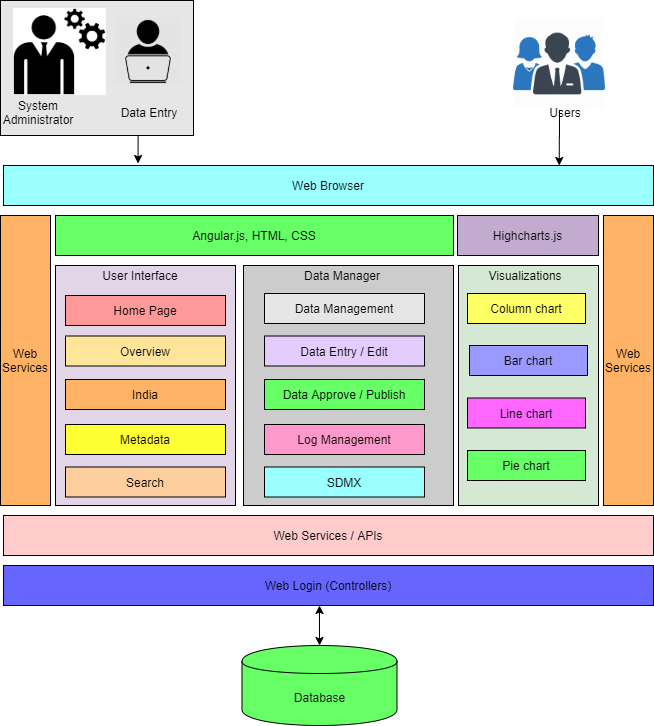 System
Administrator
Data Entry
Users
Web Browser
Angular.js, HTML, CSS
Highcharts.js
Web
Services
User Interface
Home Page
Overview
India
Metadata
Search
Data Manager
Data Management
Data Entry / Edit
Data Approve / Publish
Log Management
SDMX
Visualizations
Column chart
Bar chart
Line chart
Pie chart
Web
Services
Web Services / APIs
Web Login (Controllers)
Database